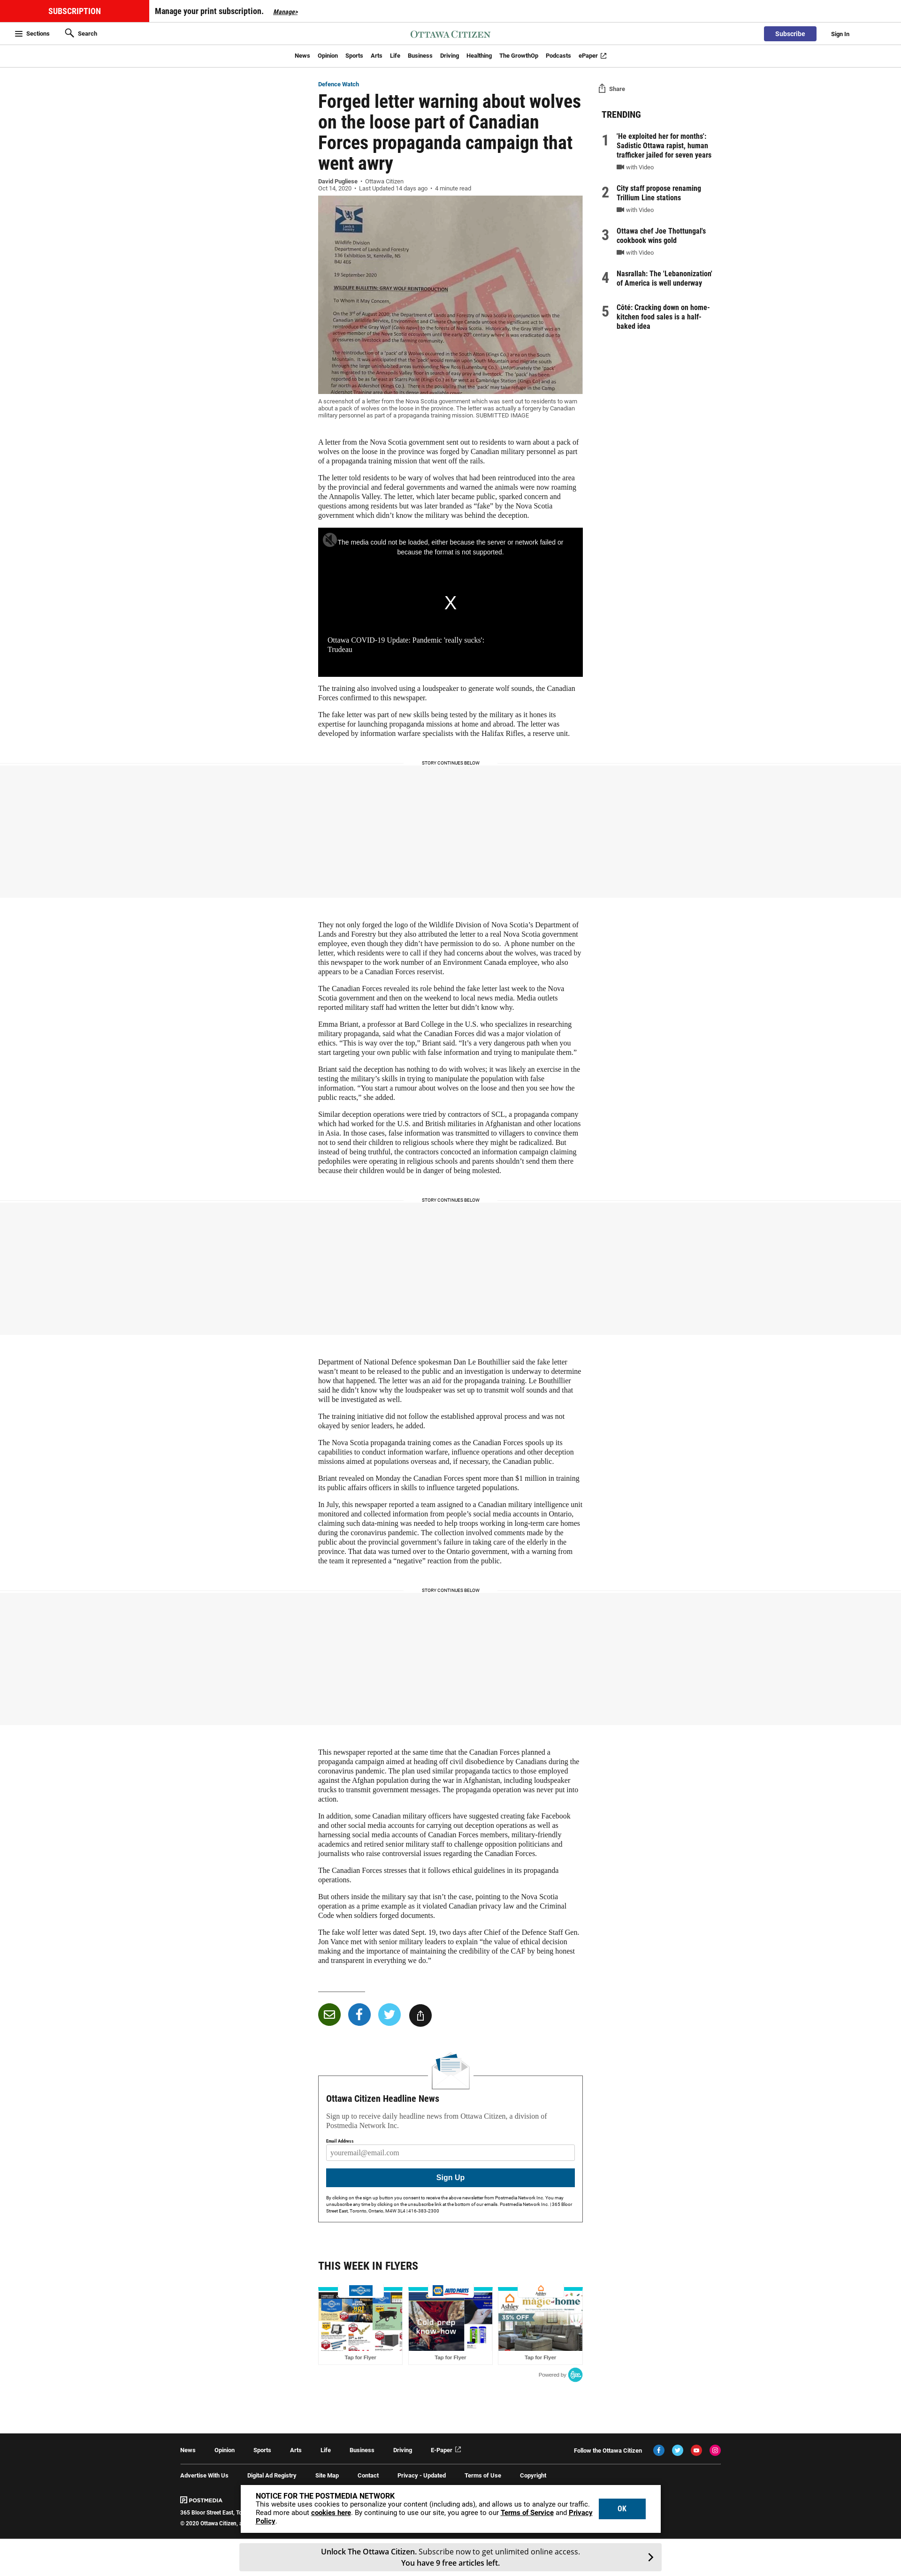 SUBSCRIPTION
Manage your print subscription. Manage>
Sections
Search
OTTAWA CITIZEN
Subscribe
Sign In
News Opinion Sports Arts Life Business Driving Healthing The GrowthOp Podcasts ePaper
Defence Watch
Forged letter warning about wolves
on the loose part of Canadian
Forces propaganda campaign that
went awry
David Pugliese • Ottawa Citizen
Oct 14, 2020 • Last Updated 14 days ago • 4 minute read
Wildlife Division
Department of Lands and Forestry
136 Exhibition St, Kentville, NS
B4N 4E5
19 September 2020
WILDLIFE BULLETIN: GRAY WOLF REINTRODUCTION
To Whom it May Concern,
FAKE
A screenshot of a letter from the Nova Scotia government which was sent out to residents to warn
about a pack of wolves on the loose in the province. The letter was actually a forgery by Canadian
military personnel as part of a propaganda training mission. SUBMITTED IMAGE
A letter from the Nova Scotia government sent out to residents to warn about a pack of
wolves on the loose in the province was forged by Canadian military personnel as part
of a propaganda training mission that went off the rails.
The letter told residents to be wary of wolves that had been reintroduced into the area
by the provincial and federal governments and warned the animals were now roaming
the Annapolis Valley. The letter, which later became public, sparked concern and
questions among residents but was later branded as “fake” by the Nova Scotia
government which didn’t know the military was behind the deception.
The media could not be loaded, either because the server or network failed or
because the format is not supported.
X
Ottawa COVID-19 Update: Pandemic 'really sucks':
Trudeau
The training also involved using a loudspeaker to generate wolf sounds, the Canadian
Forces confirmed to this newspaper.
The fake letter was part of new skills being tested by the military as it hones its
expertise for launching propaganda missions at home and abroad. The letter was
developed by information warfare specialists with the Halifax Rifles, a reserve unit.
STORY CONTINUES BELOW
They not only forged the logo of the Wildlife Division of Nova Scotia’s Department of
Lands and Forestry but they also attributed the letter to a real Nova Scotia government
employee, even though they didn’t have permission to do so. A phone number on the
letter, which residents were to call if they had concerns about the wolves, was traced by
this newspaper to the work number of an Environment Canada employee, who also
appears to be a Canadian Forces reservist.
The Canadian Forces revealed its role behind the fake letter last week to the Nova
Scotia government and then on the weekend to local news media. Media outlets
reported military staff had written the letter but didn’t know why.
Emma Briant, a professor at Bard College in the U.S. who specializes in researching
military propaganda, said what the Canadian Forces did was a major violation of
ethics. “This is way over the top,” Briant said. “It’s a very dangerous path when you
start targeting your own public with false information and trying to manipulate them.”
Briant said the deception has nothing to do with wolves; it was likely an exercise in the
testing the military’s skills in trying to manipulate the population with false
information. “You start a rumour about wolves on the loose and then you see how the
public reacts,” she added.
Similar deception operations were tried by contractors of SCL, a propaganda company
which had worked for the U.S. and British militaries in Afghanistan and other locations
in Asia. In those cases, false information was transmitted to villagers to convince them
not to send their children to religious schools where they might be radicalized. But
instead of being truthful, the contractors concocted an information campaign claiming
pedophiles were operating in religious schools and parents shouldn’t send them there
because their children would be in danger of being molested.
STORY CONTINUES BELOW
Department of National Defence spokesman Dan Le Bouthillier said the fake letter
wasn’t meant to be released to the public and an investigation is underway to determine
how that happened. The letter was an aid for the propaganda training. Le Bouthillier
said he didn’t know why the loudspeaker was set up to transmit wolf sounds and that
will be investigated as well.
The training initiative did not follow the established approval process and was not
okayed by senior leaders, he added.
The Nova Scotia propaganda training comes as the Canadian Forces spools up its
capabilities to conduct information warfare, influence operations and other deception
missions aimed at populations overseas and, if necessary, the Canadian public.
Briant revealed on Monday the Canadian Forces spent more than $1 million in training
its public affairs officers in skills to influence targeted populations.
In July, this newspaper reported a team assigned to a Canadian military intelligence unit
monitored and collected information from people’s social media accounts in Ontario,
claiming such data-mining was needed to help troops working in long-term care homes
during the coronavirus pandemic. The collection involved comments made by the
public about the provincial government’s failure in taking care of the elderly in the
province. That data was turned over to the Ontario government, with a warning from
the team it represented a “negative” reaction from the public.
STORY CONTINUES BELOW
This newspaper reported at the same time that the Canadian Forces planned a
propaganda campaign aimed at heading off civil disobedience by Canadians during the
coronavirus pandemic. The plan used similar propaganda tactics to those employed
against the Afghan population during the war in Afghanistan, including loudspeaker
trucks to transmit government messages. The propaganda operation was never put into
action.
In addition, some Canadian military officers have suggested creating fake Facebook
and other social media accounts for carrying out deception operations as well as
harnessing social media accounts of Canadian Forces members, military-friendly
academics and retired senior military staff to challenge opposition politicians and
journalists who raise controversial issues regarding the Canadian Forces.
The Canadian Forces stresses that it follows ethical guidelines in its propaganda
operations.
But others inside the military say that isn’t the case, pointing to the Nova Scotia
operation as a prime example as it violated Canadian privacy law and the Criminal
Code when soldiers forged documents.
The fake wolf letter was dated Sept. 19, two days after Chief of the Defence Staff Gen.
Jon Vance met with senior military leaders to explain “the value of ethical decision
making and the importance of maintaining the credibility of the CAF by being honest
and transparent in everything we do.”
Share
TRENDING
1 'He exploited her for months':
Sadistic Ottawa rapist, human
trafficker jailed for seven years
with Video
2 City staff propose renaming
Trillium Line stations
with Video
3 Ottawa chef Joe Thottungal's
cookbook wins gold
with Video
4 Nasrallah: The 'Lebanonization'
of America is well underway
5 Côté: Cracking down on home-
kitchen food sales is a half-
baked idea
Ottawa Citizen Headline News
Sign up to receive daily headline news from Ottawa Citizen, a division of
Postmedia Network Inc.
Email Address
youremail@email.com
Sign Up
By clicking on the sign up button you consent to receive the above newsletter from Postmedia Network Inc. You may
unsubscribe any time by clicking on the unsubscribe link at the bottom of our emails. Postmedia Network Inc. | 365 Bloor
Street East, Toronto, Ontario, M4W 3L4 | 416-383-2300
THIS WEEK IN FLYERS
NAPA AUTO PARTS
Cold-prep
know-how
Ashley
magic of home
35% OFF
Tap for Flyer
Tap for Flyer
Tap for Flyer
Powered by
News Opinion Sports Arts Life Business Driving E-Paper
Follow the Ottawa Citizen
Advertise With Us Digital Ad Registry Site Map Contact Privacy - Updated Terms of Use Copyright
POSTMEDIA
365 Bloor Street East,
© 2020 Ottawa Citizen,
NOTICE FOR THE POSTMEDIA NETWORK
This website uses cookies to personalize your content (including ads), and allows us to analyze our traffic.
Read more about cookies here. By continuing to use our site, you agree to our Terms of Service and Privacy
Policy.
OK
Unlock The Ottawa Citizen. Subscribe now to get unlimited online access.
You have 9 free articles left.